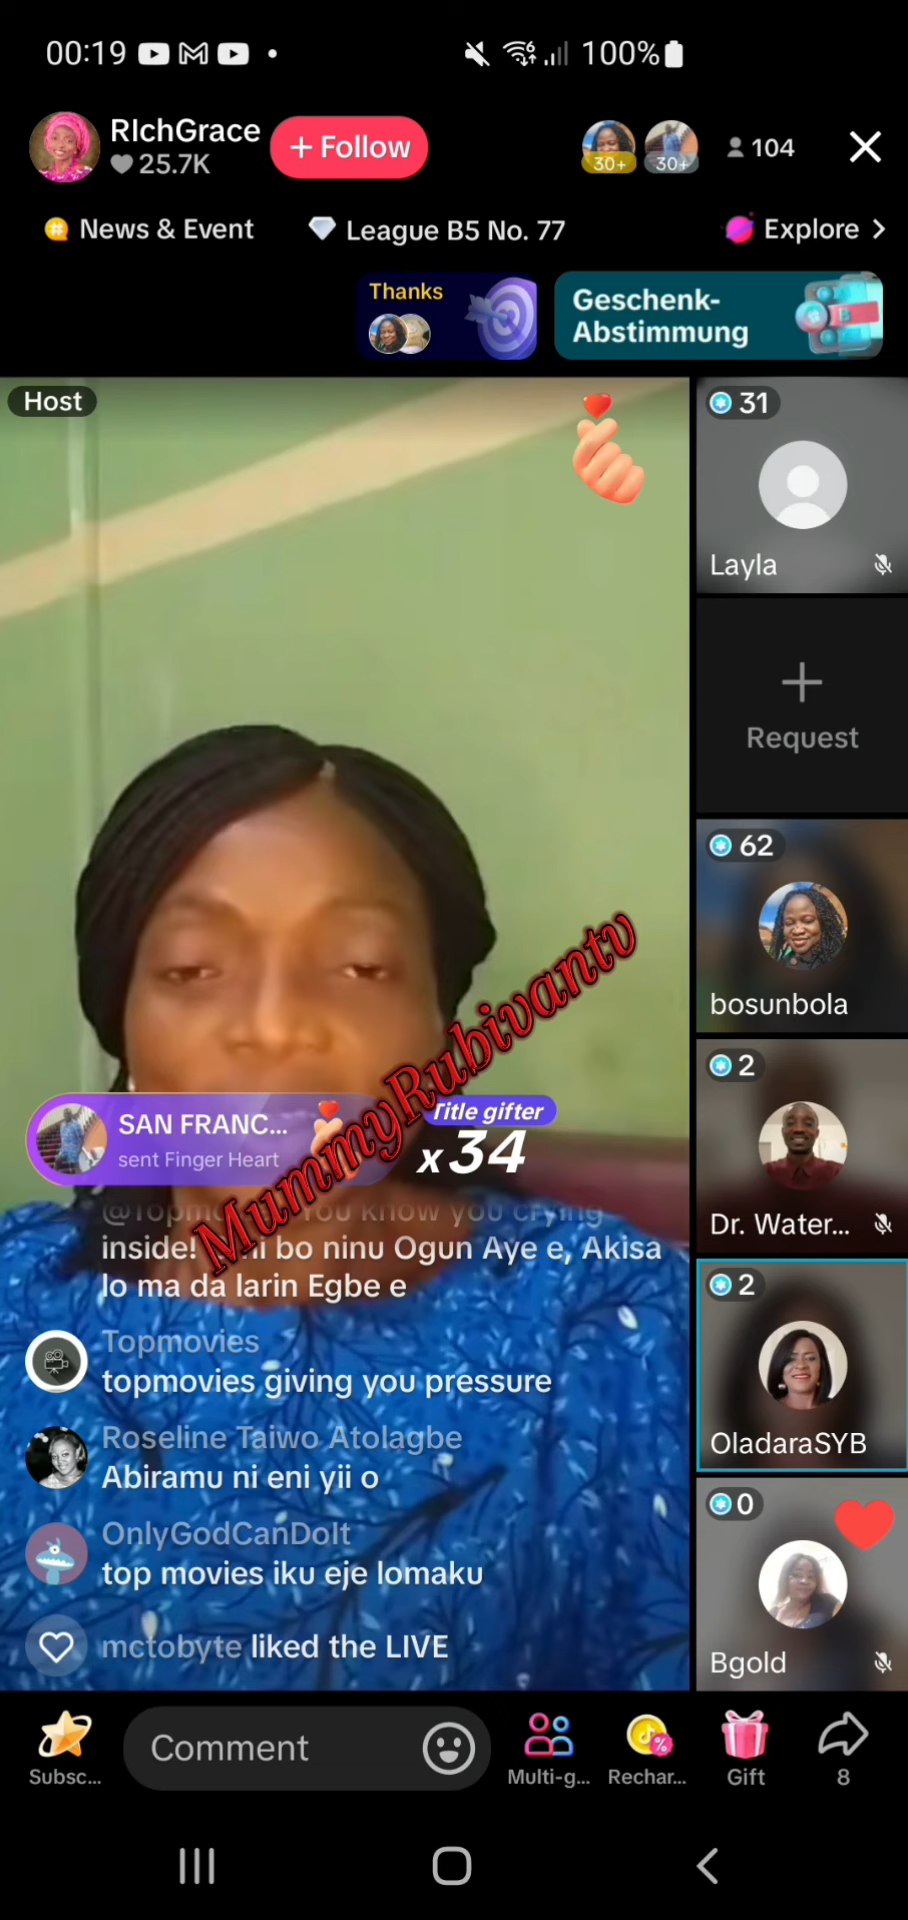 00:19
100%
RIchGrace
+ Follow
25.7K
30+
30+
104
News & Event
League B5 No. 77
Explore >
Thanks
Geschenk-
Abstimmung
Host
31
Layla
Request
62
bosunbola
2
Dr. Water...
2
OladaraSYB
0
Bgold
MummyRubivantv
SAN FRANC...
sent Finger Heart
Title gifter
x34
You know you crying
inside! bo ninu Ogun Aye e, Akisa
lo ma da larin Egbe e
Topmovies
topmovies giving you pressure
Roseline Taiwo Atolagbe
Abiramu ni eni yii o
OnlyGodCanDoIt
top movies iku eje lomaku
mctobyte liked the LIVE
Subsc...
Comment
Multi-g...
Rechar...
Gift
8